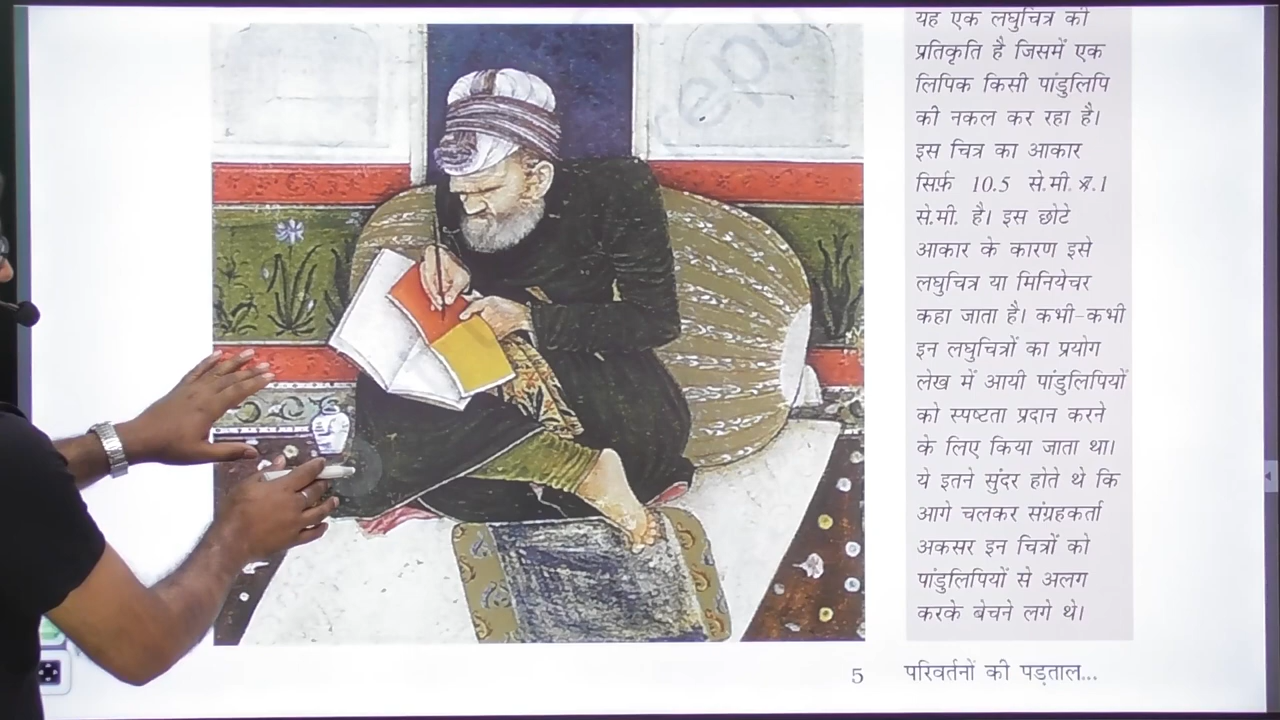 यह एक लघुचित्र की
प्रतिकृति है जिसमें एक
लिपिक किसी पांडुलिपि
की नकल कर रहा है।
इस चित्र का आकार
सिर्फ़ 10.5 से.मी. x 7.1
से.मी. है। इस छोटे
आकार के कारण इसे
लघुचित्र या मिनियेचर
कहा जाता है। कभी-कभी
इन लघुचित्रों का प्रयोग
लेख में आयी पांडुलिपियों
को स्पष्टता प्रदान करने
के लिए किया जाता था।
ये इतने सुंदर होते थे कि
आगे चलकर संग्रहकर्ता
अकसर इन चित्रों को
पांडुलिपियों से अलग
करके बेचने लगे थे।
5 परिवर्तनों की पड़ताल...